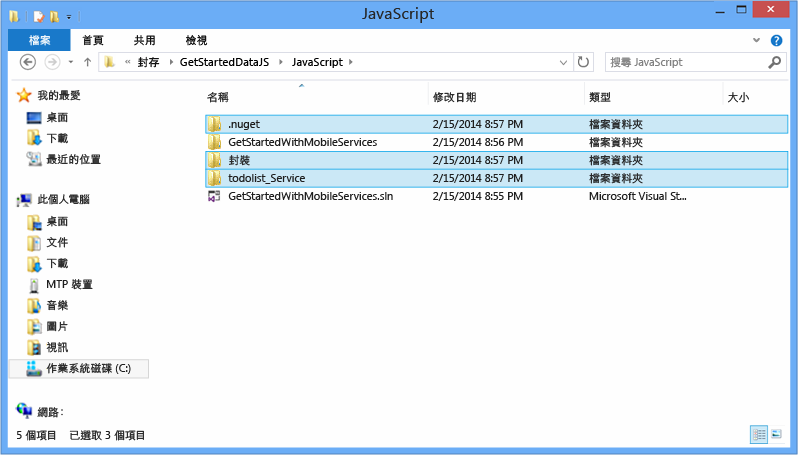 JavaScript
檔案 首頁 共用 檢視
« 封存 GetStartedDataJS JavaScript 搜尋 JavaScript
我的最愛 名稱 修改日期 類型 大小
桌面 .nuget 2/15/2014 8:57 PM 檔案資料夾
下載 GetStartedWithMobileServices 2/15/2014 8:56 PM 檔案資料夾
最近的位置 封裝 2/15/2014 8:57 PM 檔案資料夾
todolist_Service 2/15/2014 8:57 PM 檔案資料夾
此個人電腦 GetStartedWithMobileServices.sln 2/15/2014 8:55 PM Microsoft Visual St...
桌面
文件
下載
MTP 裝置
音樂
圖片
視訊
作業系統磁碟 (C:)
網路:
5 個項目 已選取 3 個項目